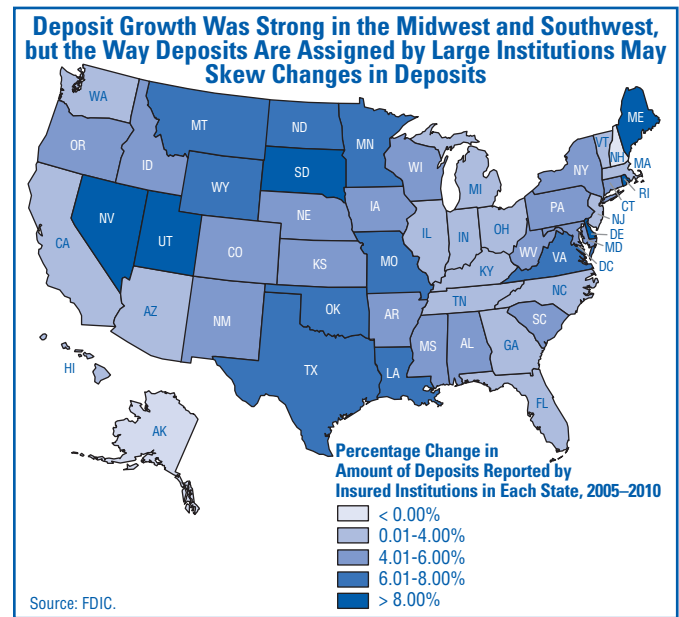 Deposit Growth Was Strong in the Midwest and Southwest,
but the Way Deposits Are Assigned by Large Institutions May
Skew Changes in Deposits
WA
MT
ND
MN
ME
VT
NH
MA
OR
ID
WY
SD
WI
MI
NY
RI
CT
NJ
DE
MD
DC
NV
UT
CO
NE
IA
IL
IN
OH
PA
WV
VA
CA
KS
MO
KY
NC
AZ
NM
OK
AR
TN
SC
TX
LA
MS
AL
GA
FL
HI
AK
Percentage Change in
Amount of Deposits Reported by
Insured Institutions in Each State, 2005–2010
< 0.00%
0.01-4.00%
4.01-6.00%
6.01-8.00%
> 8.00%
Source: FDIC.